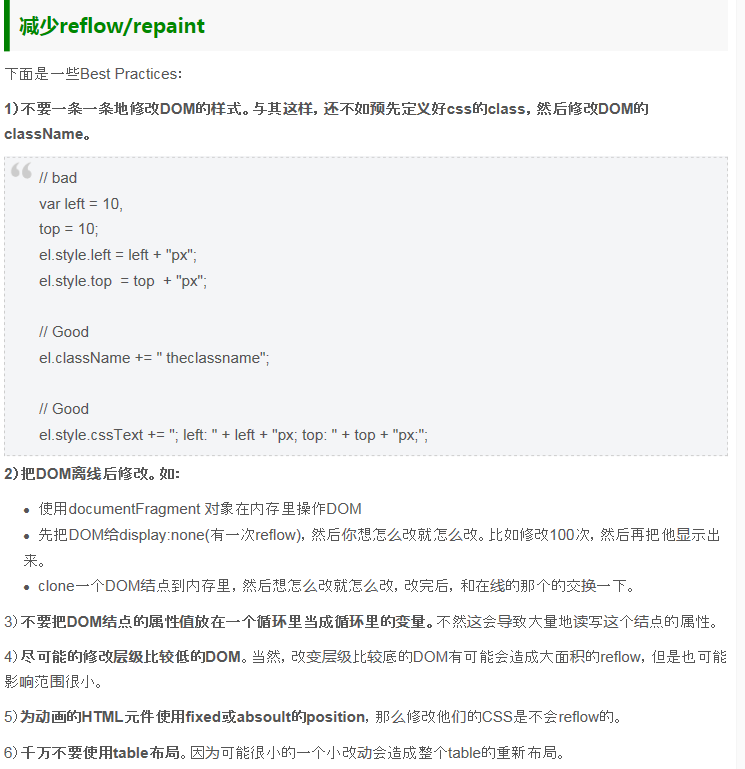 减少reflow/repaint
下面是一些Best Practices：
1）不要一条一条地修改DOM的样式。与其这样，还不如预先定义好css的class，然后修改DOM的
className。
// bad
var left = 10,
top = 10;
el.style.left = left + "px";
el.style.top  = top  + "px";
// Good
el.className += " theclassname";
// Good
el.style.cssText += "; left: " + left + "px; top: " + top + "px;";
2）把DOM离线后修改。如：
● 使用documentFragment 对象在内存里操作DOM
● 先把DOM给display:none(有一次reflow)，然后你想怎么改就怎么改。比如修改100次，然后再把他显示出
来。
● clone一个DOM结点到内存里，然后想怎么改就怎么改，改完后，和在线的那个的交换一下。
3）不要把DOM结点的属性值放在一个循环里当成循环里的变量。不然这会导致大量地读写这个结点的属性。
4）尽可能的修改层级比较低的DOM。当然，改变层级比较底的DOM有可能会造成大面积的reflow，但是也可能
影响范围很小。
5）为动画的HTML元件使用fixed或absoult的position，那么修改他们的CSS是不会reflow的。
6）千万不要使用table布局。因为可能很小的一个小改动会造成整个table的重新布局。